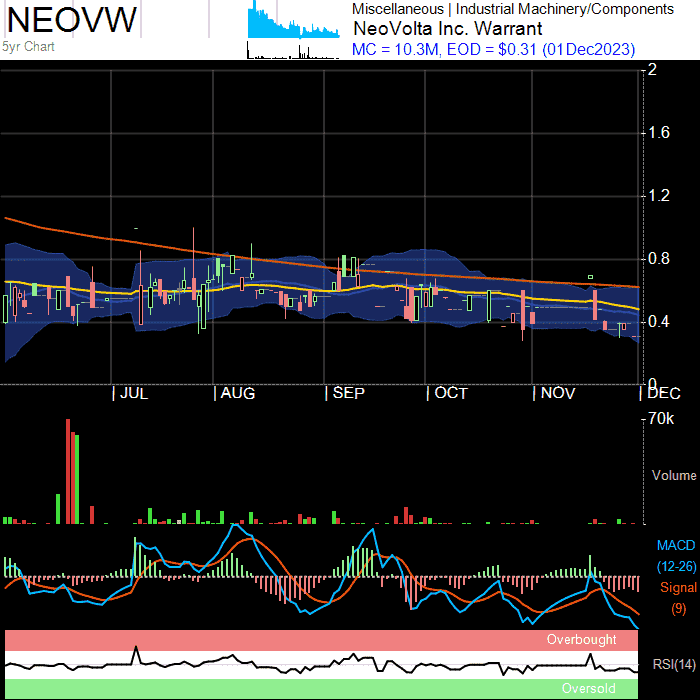 NEOVW
5yr Chart
Miscellaneous | Industrial Machinery/Components
NeoVolta Inc. Warrant
MC = 10.3M, EOD = $0.31 (01Dec2023)
2
1.6
1.2
0.8
0.4
0
JUL AUG SEP OCT NOV DEC
70k
Volume
MACD
(12-26)
Signal
(9)
Overbought
RSI(14)
Oversold